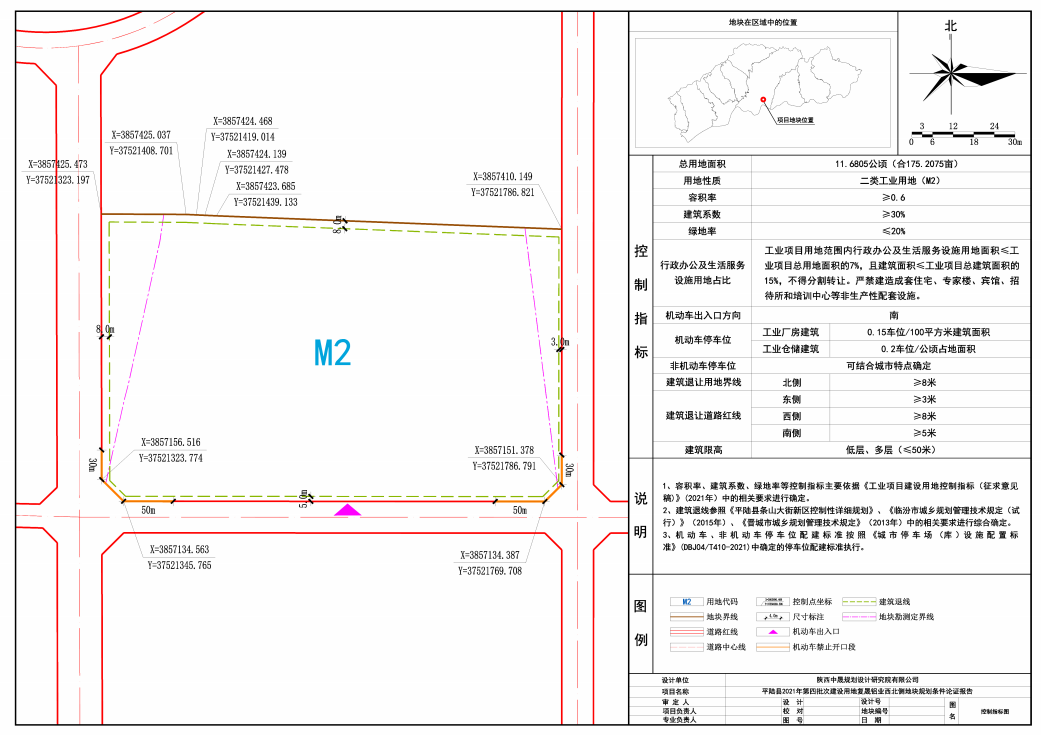 X=3857424.468
Y=37521419.014
X=3857425.037
Y=37521408.701
X=3857424.139
Y=37521427.478
X=3857425.473
Y=37521323.197
X=3857423.685
Y=37521439.133
X=3857410.149
Y=37521786.821
8.0m
8.0m
3.0m
M2
X=3857156.516
Y=37521323.774
X=3857151.378
Y=37521786.791
30m
30m
5.0m
50m
50m
X=3857134.563
Y=37521345.765
X=3857134.387
Y=37521769.708
地块在区域中的位置
项目地块位置
北
3 12 24
0 6 18 30m
控制指标
总用地面积 11.6805公顷（合175.2075亩）
用地性质 二类工业用地（M2）
容积率 ≥0.6
建筑系数 ≥30%
绿地率 ≤20%
行政办公及生活服务
设施用地占比
工业项目用地范围内行政办公及生活服务设施用地面积≤工
业项目总用地面积的7%，且建筑面积≤工业项目总建筑面积的
15%，不得分割转让。严禁建造成套住宅、专家楼、宾馆、招
待所和培训中心等非生产性配套设施。
机动车出入口方向 南
机动车停车位
工业厂房建筑 0.15车位/100平方米建筑面积
工业仓储建筑 0.2车位/公顷占地面积
非机动车停车位 可结合城市特点确定
建筑退让用地界线 北侧 ≥8米
建筑退让道路红线
东侧 ≥3米
西侧 ≥8米
南侧 ≥5米
建筑限高 低层、多层（≤50米）
说明
1、容积率、建筑系数、绿地率等控制指标主要依据《工业项目建设用地控制指标（征求意见
稿）》(2021年）中的相关要求进行确定。
2、建筑退线参照《平陆县条山大街新区控制性详细规划》、《临汾市城乡规划管理技术规定（试
行）》（2015年）、《晋城市城乡规划管理技术规定》（2013年）中的相关要求进行综合确定。
3、机动车、非机动车停车位配建标准按照《城市停车场（库）设施配置标
准》(DBJ04/T410-2021)中确定的停车位配建标准执行。
图例
M2 用地代码 控制点坐标 建筑退线
地块界线 尺寸标注 地块勘测定界线
道路红线 机动车出入口
道路中心线 机动车禁止开口段
设计单位 陕西中晟规划设计研究院有限公司
项目名称 平陆县2021年第四批次建设用地复晟铝业西北侧地块规划条件论证报告
审定人 设计 设计号 图名 控制指标图
项目负责人 校对 地块编号
专业负责人 图号 日期